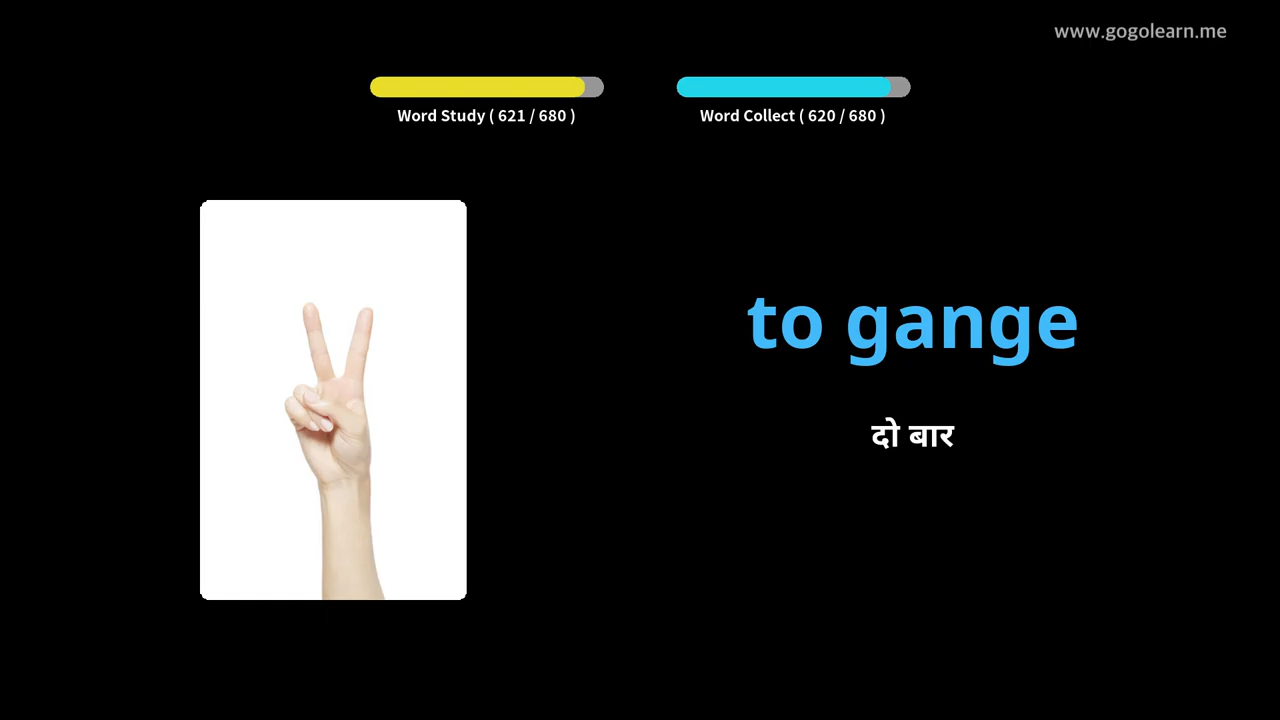 www.gogolearn.me
Word Study ( 621 / 680 )
Word Collect ( 620 / 680 )
to gange
दो बार